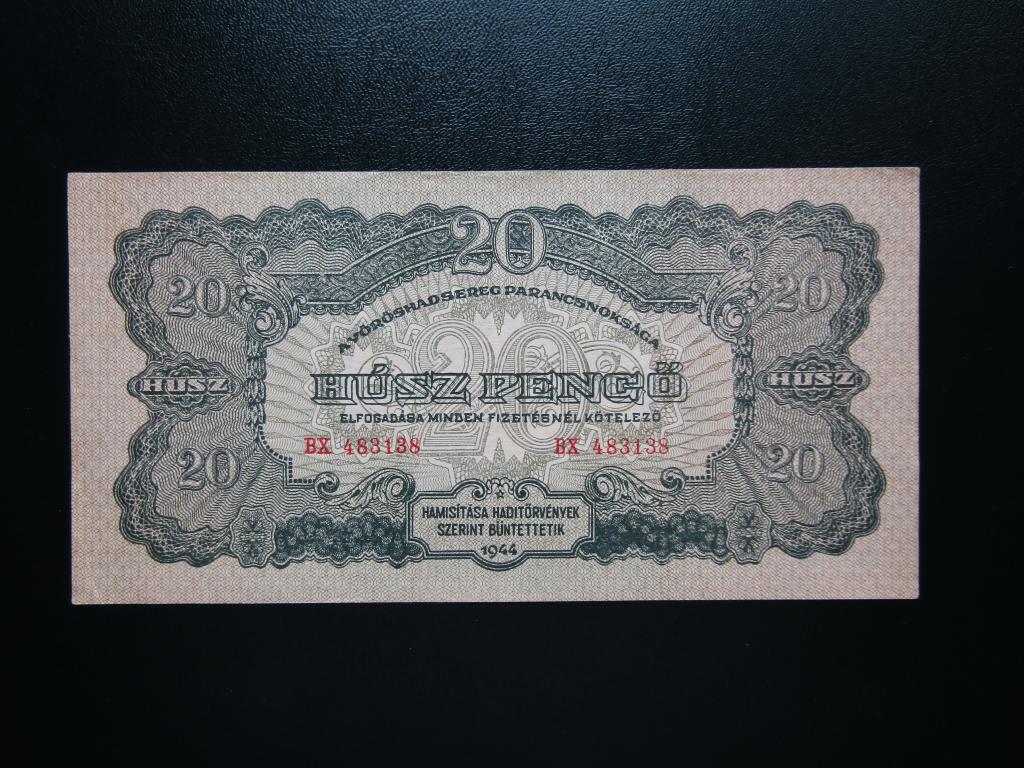 20
20 20
A VÖRÖSHADSEREG PARANCSNOKSÁGA
20
HÚSZ HÚSZ PENGŐ HÚSZ
ELFOGADÁSA MINDEN FIZETÉSNÉL KÖTELEZŐ
BX 483138 BX 483138
20 20
HAMISÍTÁSA HADITÖRVÉNYEK
SZERINT BÜNTETTETIK
1944